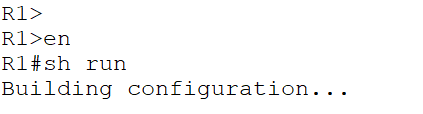 R1>
R1>en
R1#sh run
Building configuration...